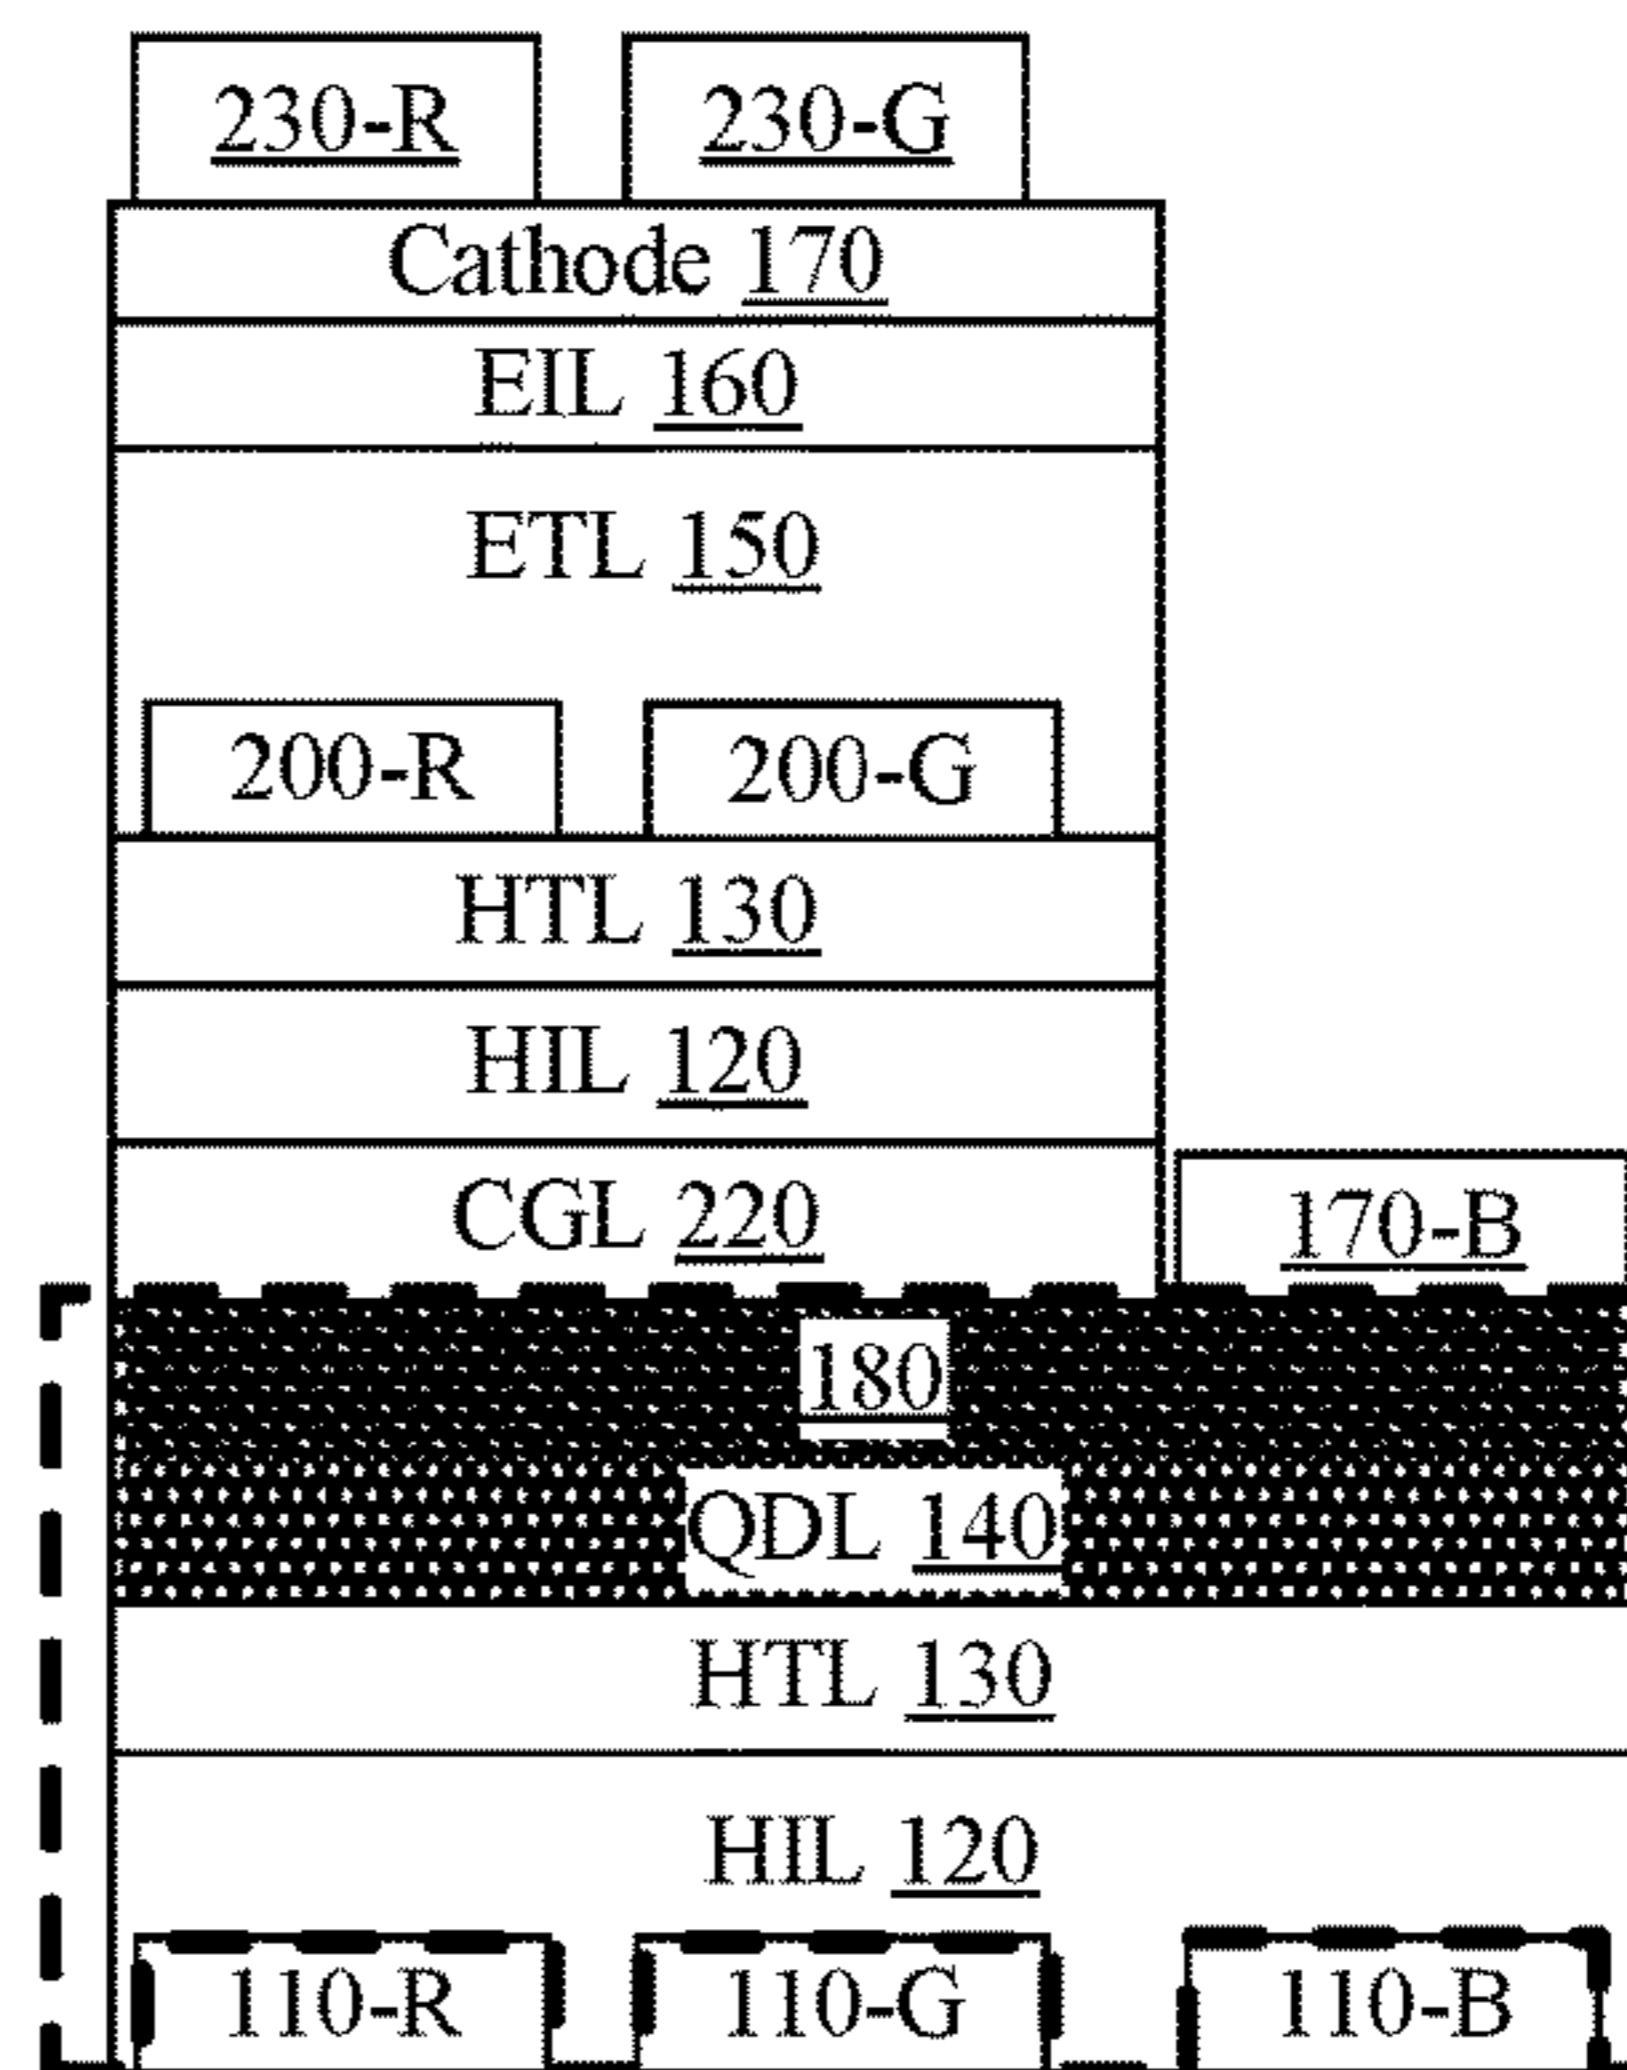 230-R 230-G
Cathode 170
EIL 160
ETL 150
200-R 200-G
HTL 130
HIL 120
CGL 220
170-B
180
QDL 140
HTL 130
HIL 120
110-R 110-G 110-B